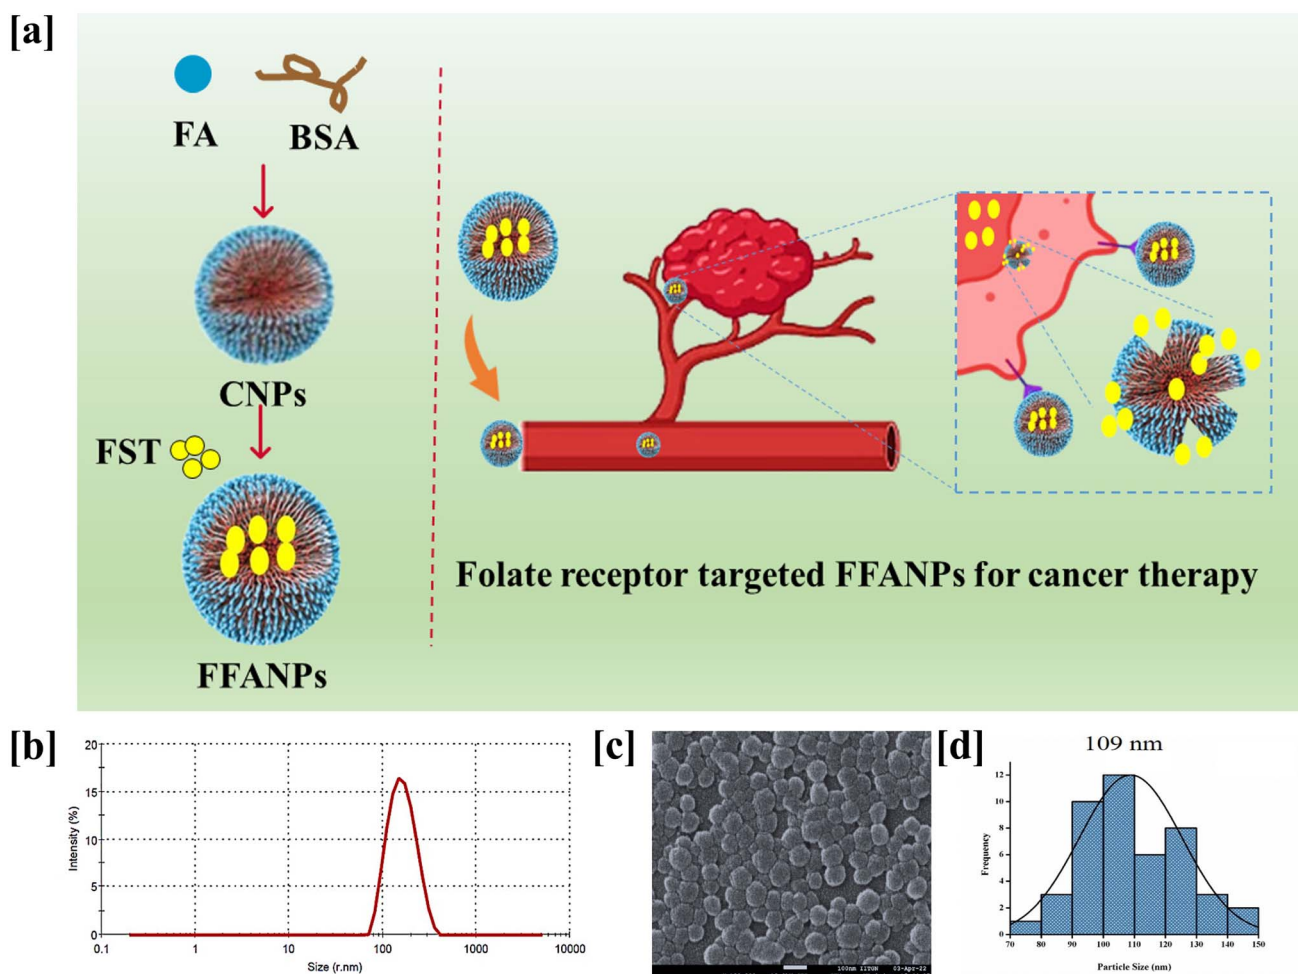 [a]
FA
BSA
CNPs
FST
FFANPs
Folate receptor targeted FFANPs for cancer therapy
[b]
20
15
10
5
0
Intensity (%)
0.1
1
10
100
1000
10000
Size (r.nm)
[c]
100nm IITGN 03-Apr-22
[d]
109 nm
12
10
8
6
4
2
0
Frequency
70
80
90
100
110
120
130
140
150
Particle Size (nm)